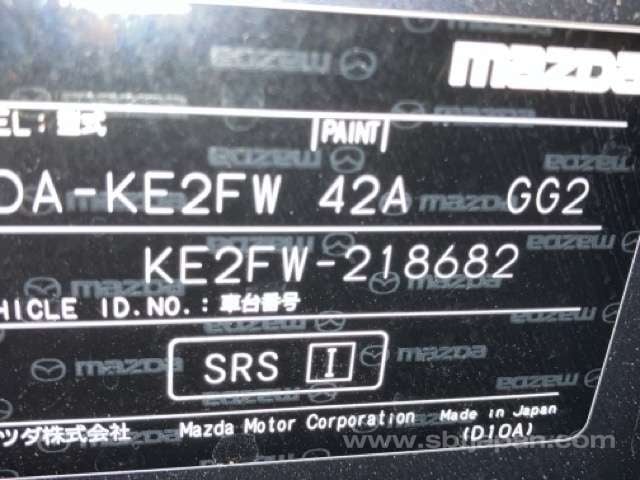 mazda
EL: 型式 PAINT
DA-KE2FW 42A GG2
KE2FW-218682
HICLE ID.NO.: 車台番号
SRS I
ツダ株式会社 Mazda Motor Corporation Made in Japan
(D10A)
www.sbtjapan.com